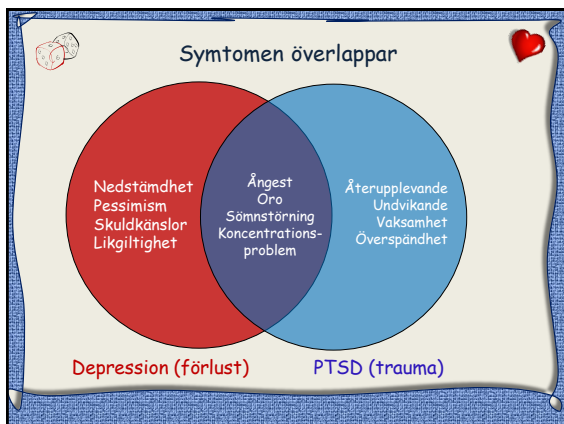 Symtomen överlappar
Nedstämdhet
Pessimism
Skuldkänslor
Likgiltighet
Ångest
Oro
Sömnstörning
Koncentrations-
problem
Återupplevande
Undvikande
Vaksamhet
Överspändhet
Depression (förlust)
PTSD (trauma)